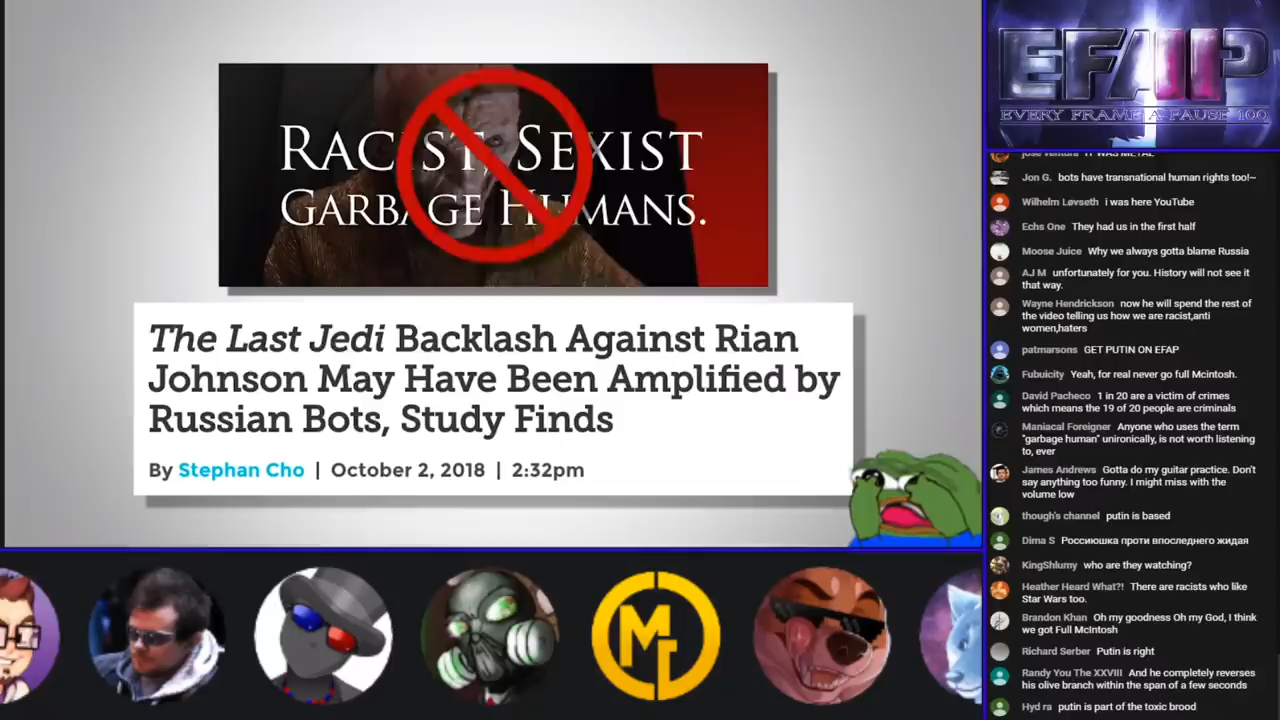 RACIST, SEXIST
GARBAGE HUMANS.
The Last Jedi Backlash Against Rian
Johnson May Have Been Amplified by
Russian Bots, Study Finds
By Stephan Cho | October 2, 2018 | 2:32pm
EFAP
EVERY FRAME A PAUSE 100
jose ventura IT WAS METAL
Jon G. bots have transnational human rights too!~
Wilhelm Løvseth i was here YouTube
Echs One They had us in the first half
Moose Juice Why we always gotta blame Russia
AJ M unfortunately for you. History will not see it
that way.
Wayne Hendrickson now he will spend the rest of
the video telling us how we are racist,anti
women,haters
patmarsons GET PUTIN ON EFAP
Fubuicity Yeah, for real never go full Mcintosh.
David Pacheco 1 in 20 are a victim of crimes
which means the 19 of 20 people are criminals
Maniacal Foreigner Anyone who uses the term
"garbage human" unironically, is not worth listening
to, ever
James Andrews Gotta do my guitar practice. Don't
say anything too funny. I might miss with the
volume low
though's channel putin is based
Dima S Россиюшка проти впоследнего жидая
KingShlumy who are they watching?
Heather Heard What?! There are racists who like
Star Wars too.
Brandon Khan Oh my goodness Oh my God, I think
we got Full McIntosh
Richard Serber Putin is right
Randy You The XXVIII And he completely reverses
his olive branch within the span of a few seconds
Hyd ra putin is part of the toxic brood